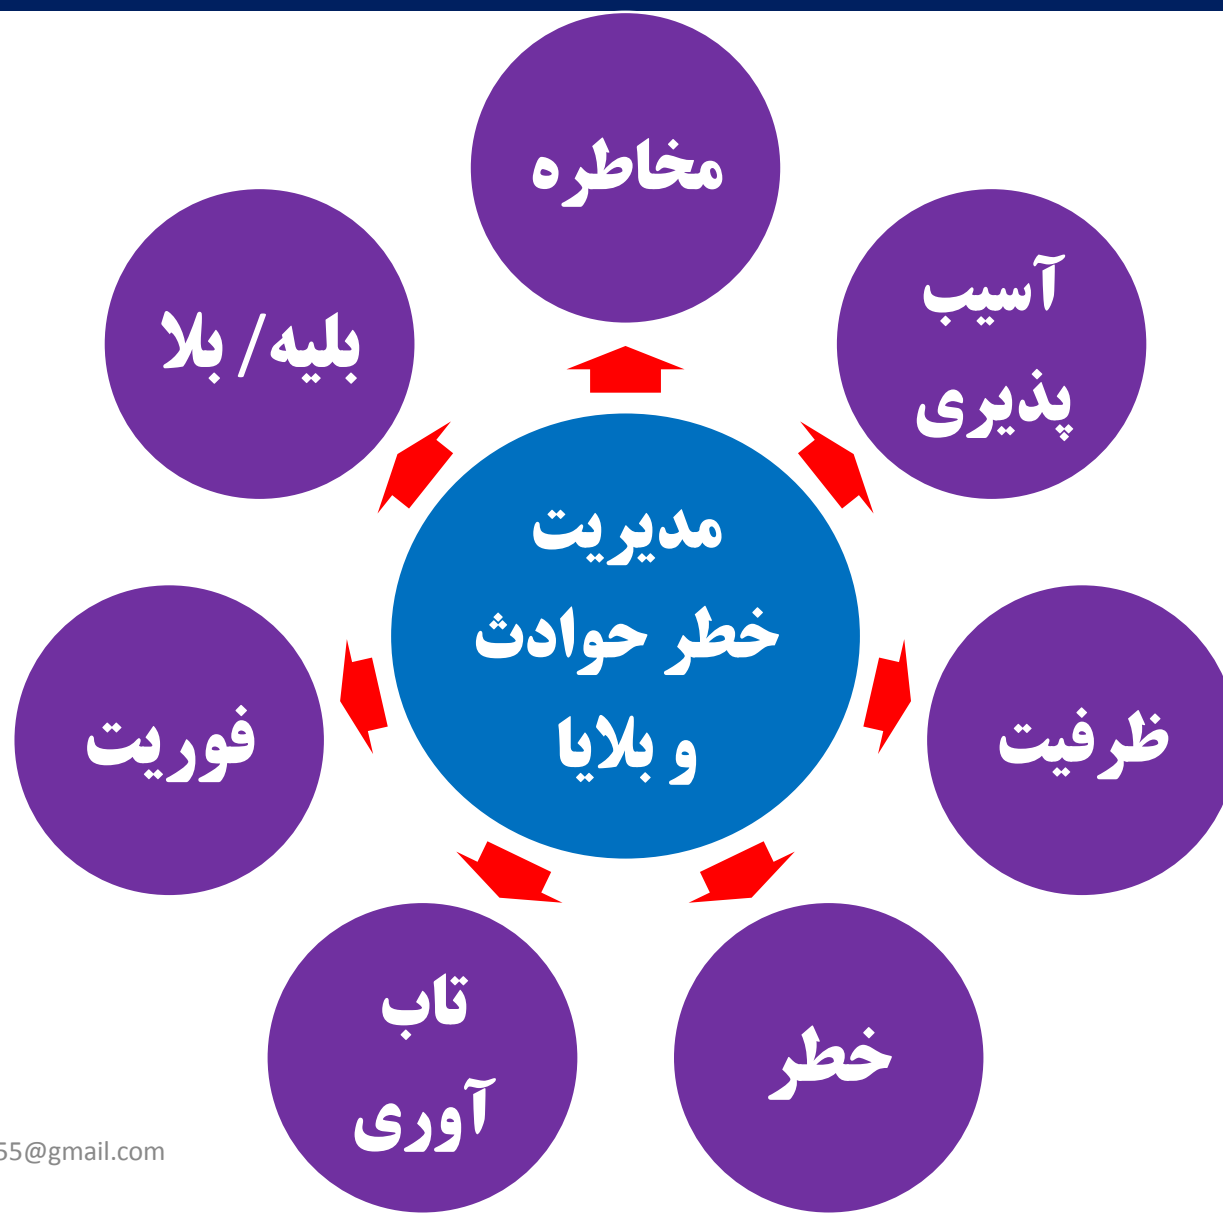 مخاطره
آسیب
پذیری
بلیه/ بلا
مدیریت
خطر حوادث
و بلایا
ظرفیت
فوریت
خطر
تاب
آوری
55@gmail.com